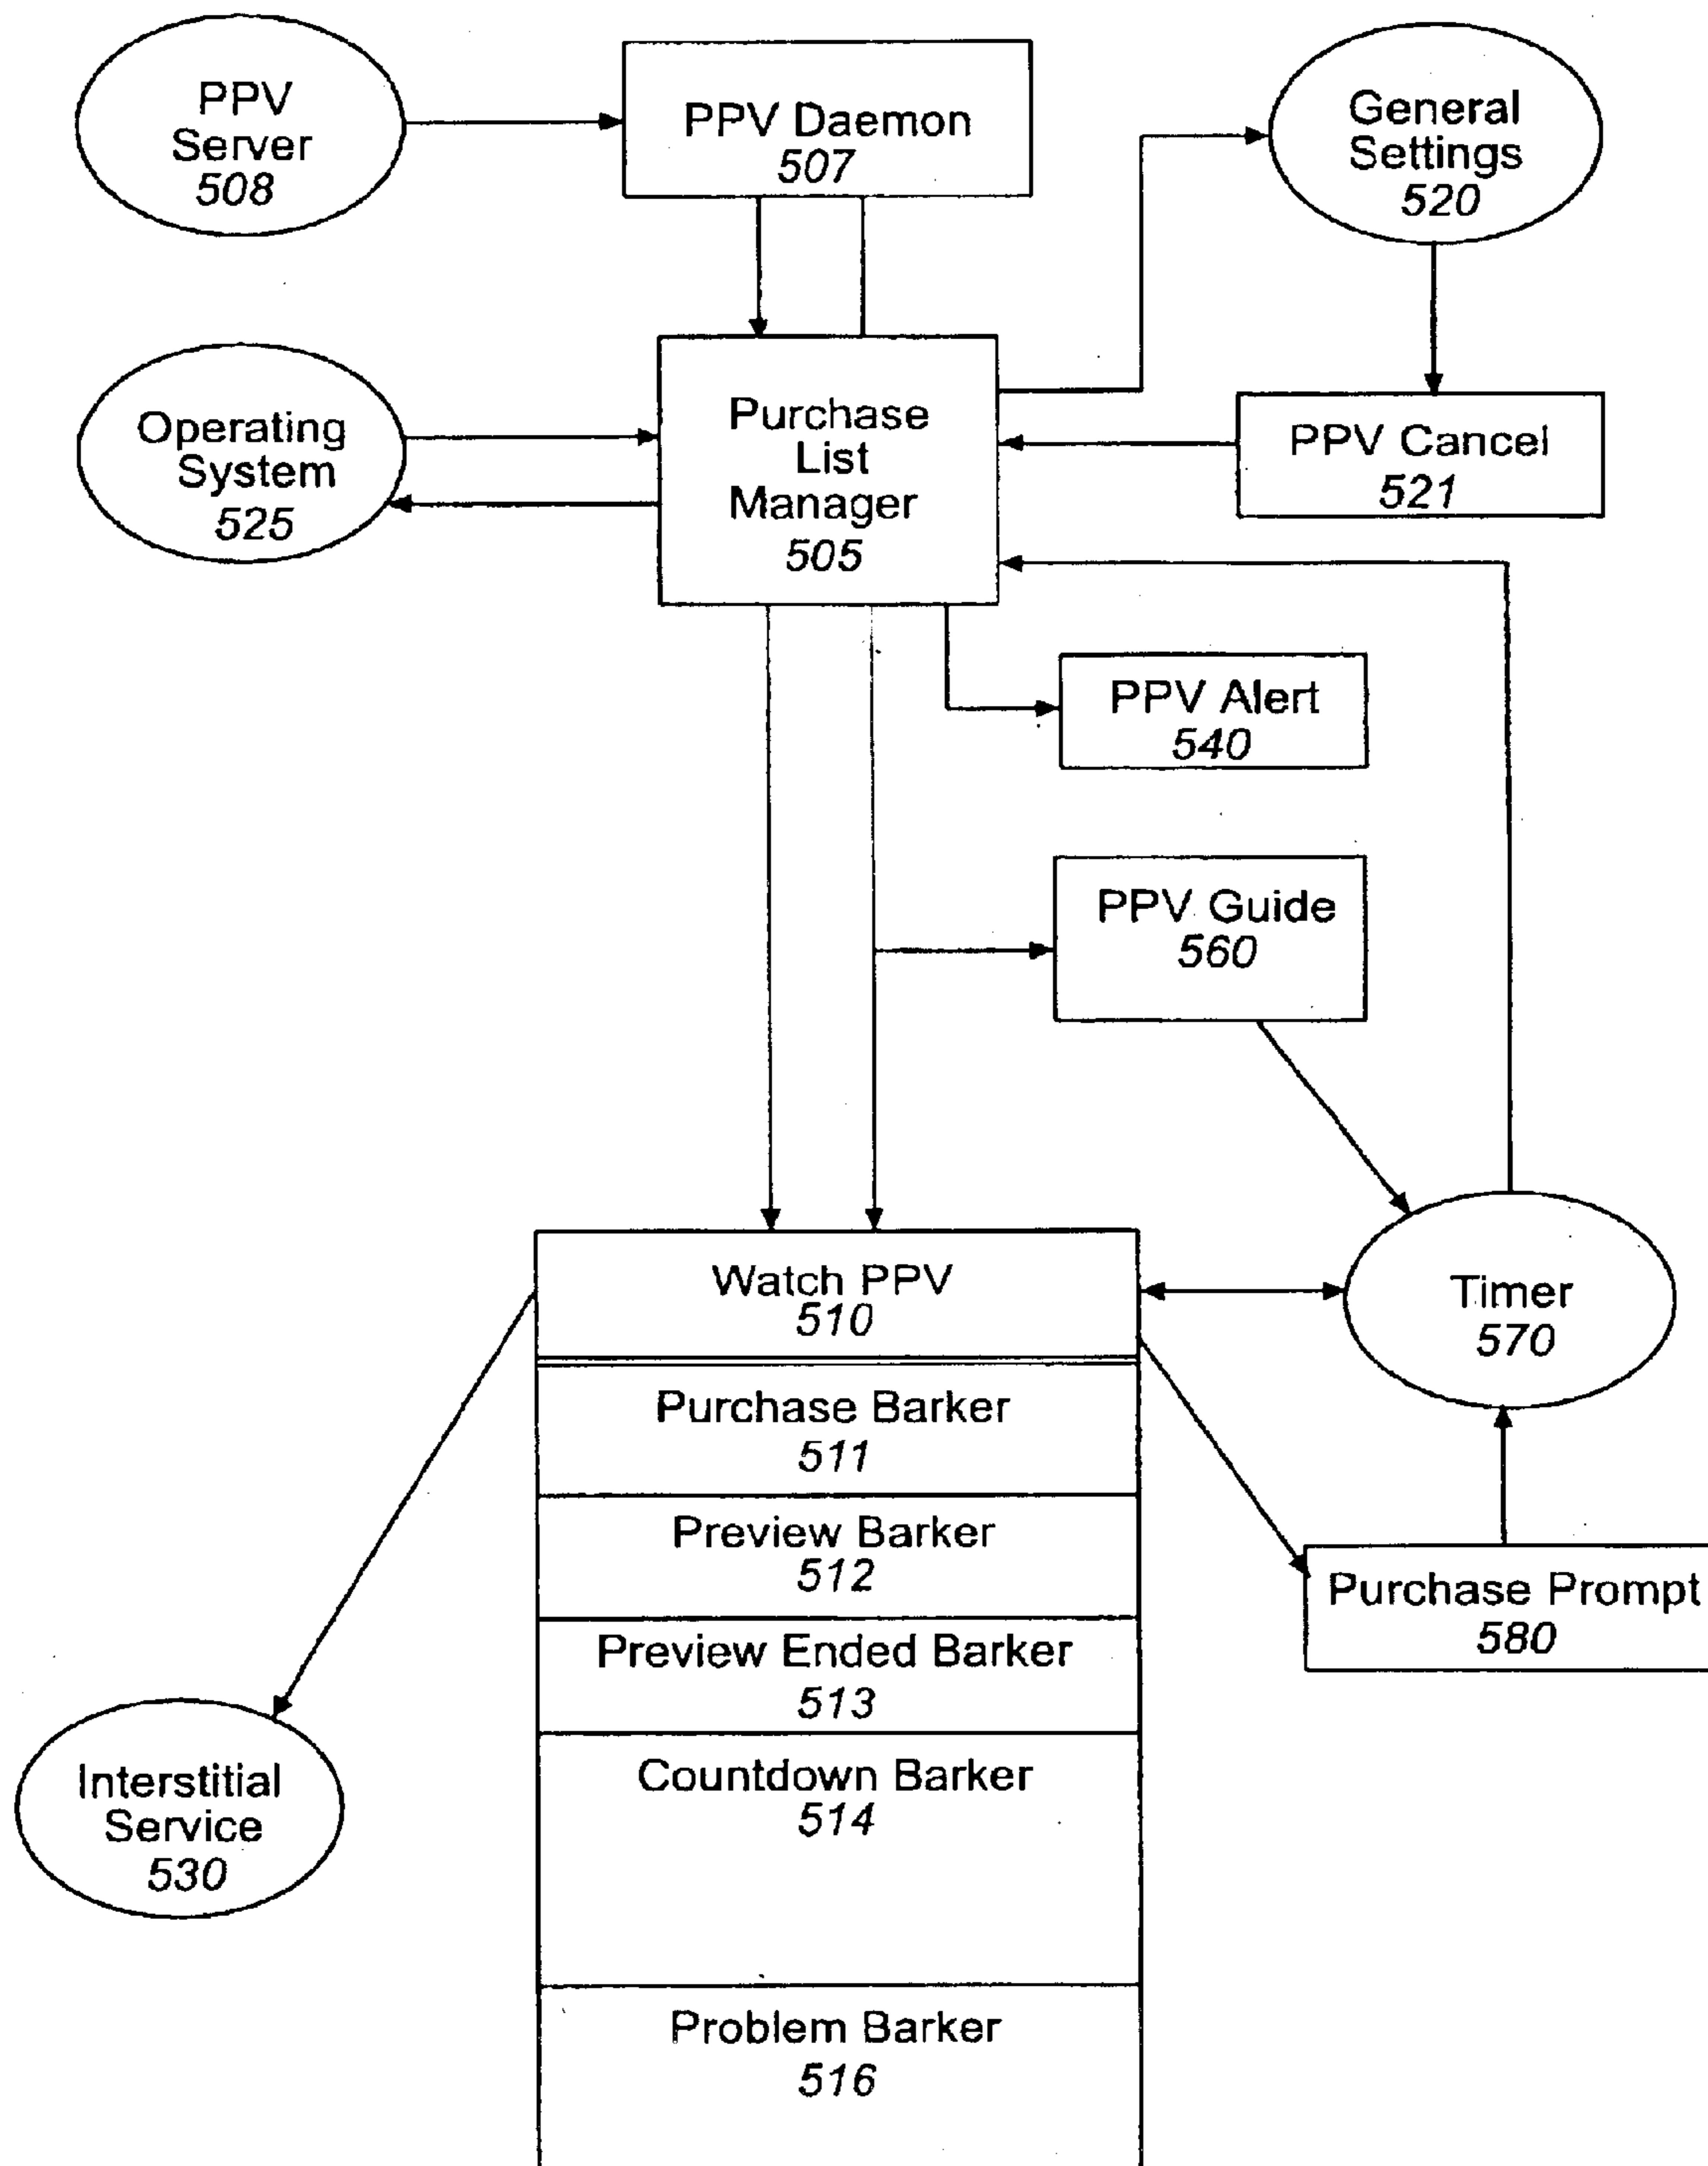 PPV
Server
508
PPV Daemon
507
General
Settings
520
Operating
System
525
Purchase
List
Manager
505
PPV Cancel
521
PPV Alert
540
PPV Guide
560
Watch PPV
510
Timer
570
Purchase Barker
511
Preview Barker
512
Purchase Prompt
580
Preview Ended Barker
513
Interstitial
Service
530
Countdown Barker
514
Problem Barker
516